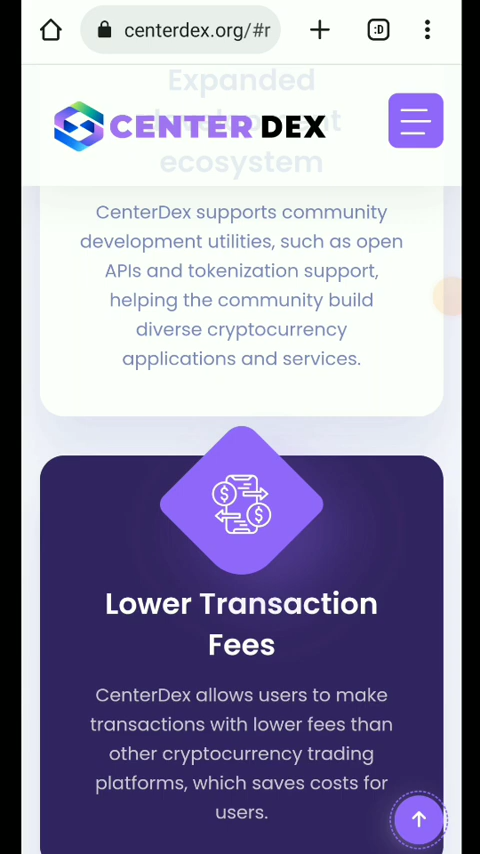 centerdex.org/#r
:D
Expanded
CENTER DEX
ecosystem
CenterDex supports community
development utilities, such as open
APIs and tokenization support,
helping the community build
diverse cryptocurrency
applications and services.
$
$
Lower Transaction
Fees
CenterDex allows users to make
transactions with lower fees than
other cryptocurrency trading
platforms, which saves costs for
users.